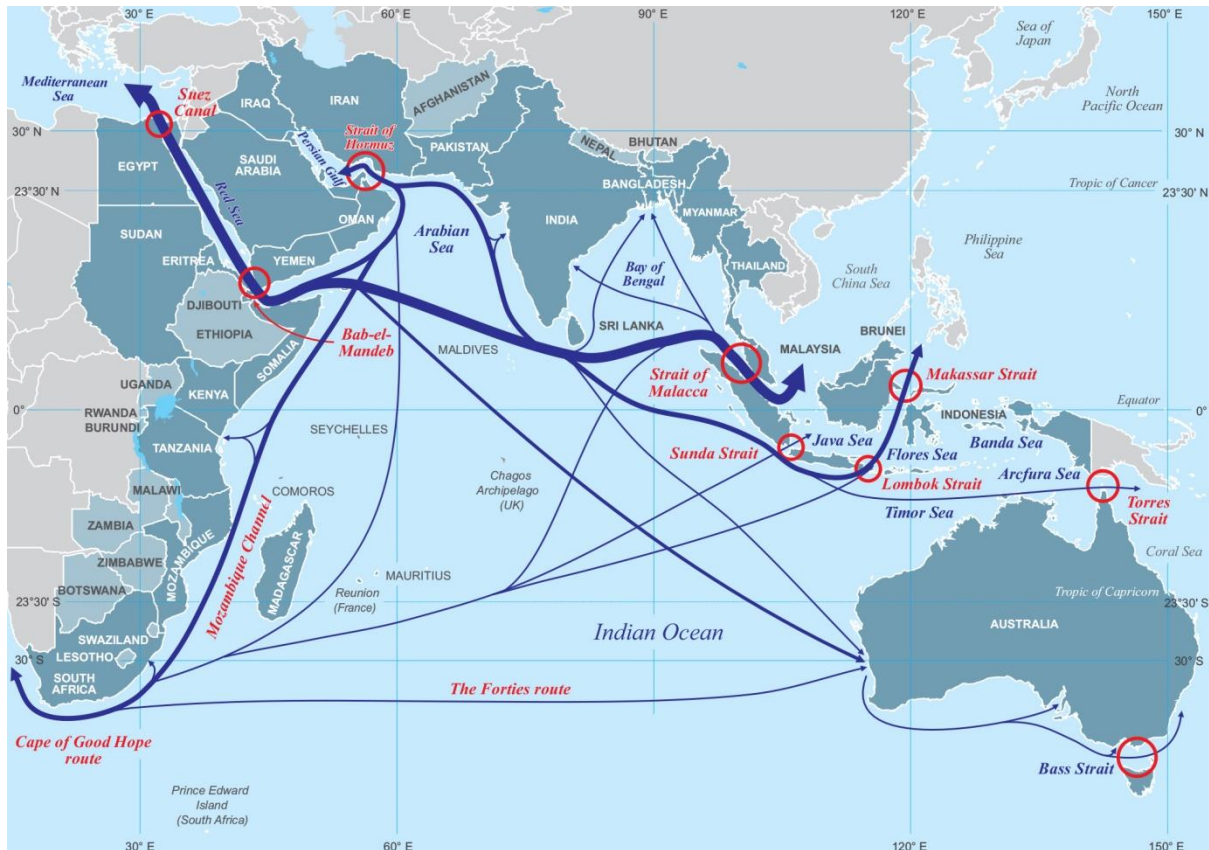 30° E
60° E
90° E
120° E
150° E
Sea of
Japan
Mediterranean
Sea
Suez
Canal
IRAQ
IRAN
AFGHANISTAN
North
Pacific Ocean
30° N
Strait of
Hormuz
Persian Gulf
PAKISTAN
NEPAL
BHUTAN
EGYPT
SAUDI
ARABIA
BANGLADESH
23°30' N
Tropic of Cancer
Red Sea
OMAN
INDIA
MYANMAR
SUDAN
Arabian
Sea
Philippine
Sea
ERITREA
YEMEN
THAILAND
Bay of
Bengal
South
China Sea
DJIBOUTI
ETHIOPIA
SRI LANKA
BRUNEI
Bab-el-
Mandeb
MALDIVES
MALAYSIA
SOMALIA
Strait of
Malacca
Makassar Strait
UGANDA
KENYA
0°
Equator
RWANDA
BURUNDI
INDONESIA
SEYCHELLES
TANZANIA
Sunda Strait
Java Sea
Banda Sea
Flores Sea
Chagos
Archipelago
(UK)
Arcfura Sea
Lombok Strait
MALAWI
COMOROS
Torres
Strait
Timor Sea
ZAMBIA
MOZAMBIQUE
Mozambique Channel
MADAGASCAR
Coral Sea
ZIMBABWE
BOTSWANA
MAURITIUS
Reunion
(France)
Tropic of Capricorn
23°30' S
23°30' S
AUSTRALIA
SWAZILAND
Indian Ocean
LESOTHO
30° S
30° S
SOUTH
AFRICA
The Forties route
Cape of Good Hope
route
Bass Strait
Prince Edward
Island
(South Africa)
30° E
60° E
120° E
150° E
30° N
23°30' N